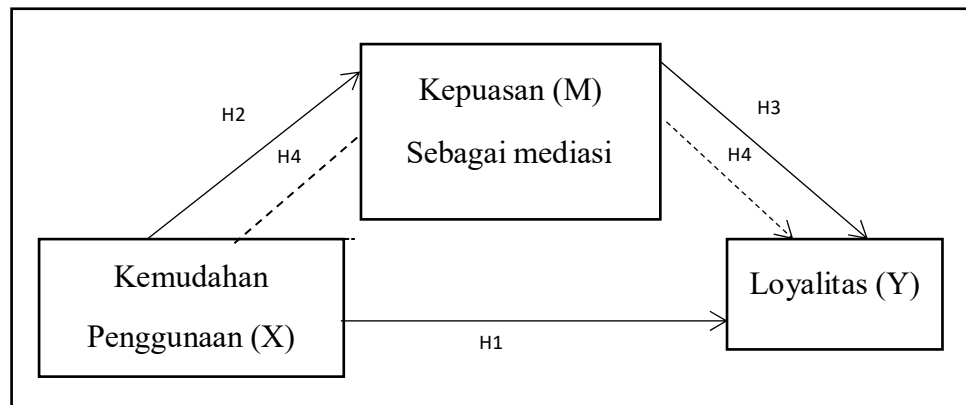 Kepuasan (M)
Sebagai mediasi
H2
H4
H3
H4
Kemudahan
Penggunaan (X)
Loyalitas (Y)
H1